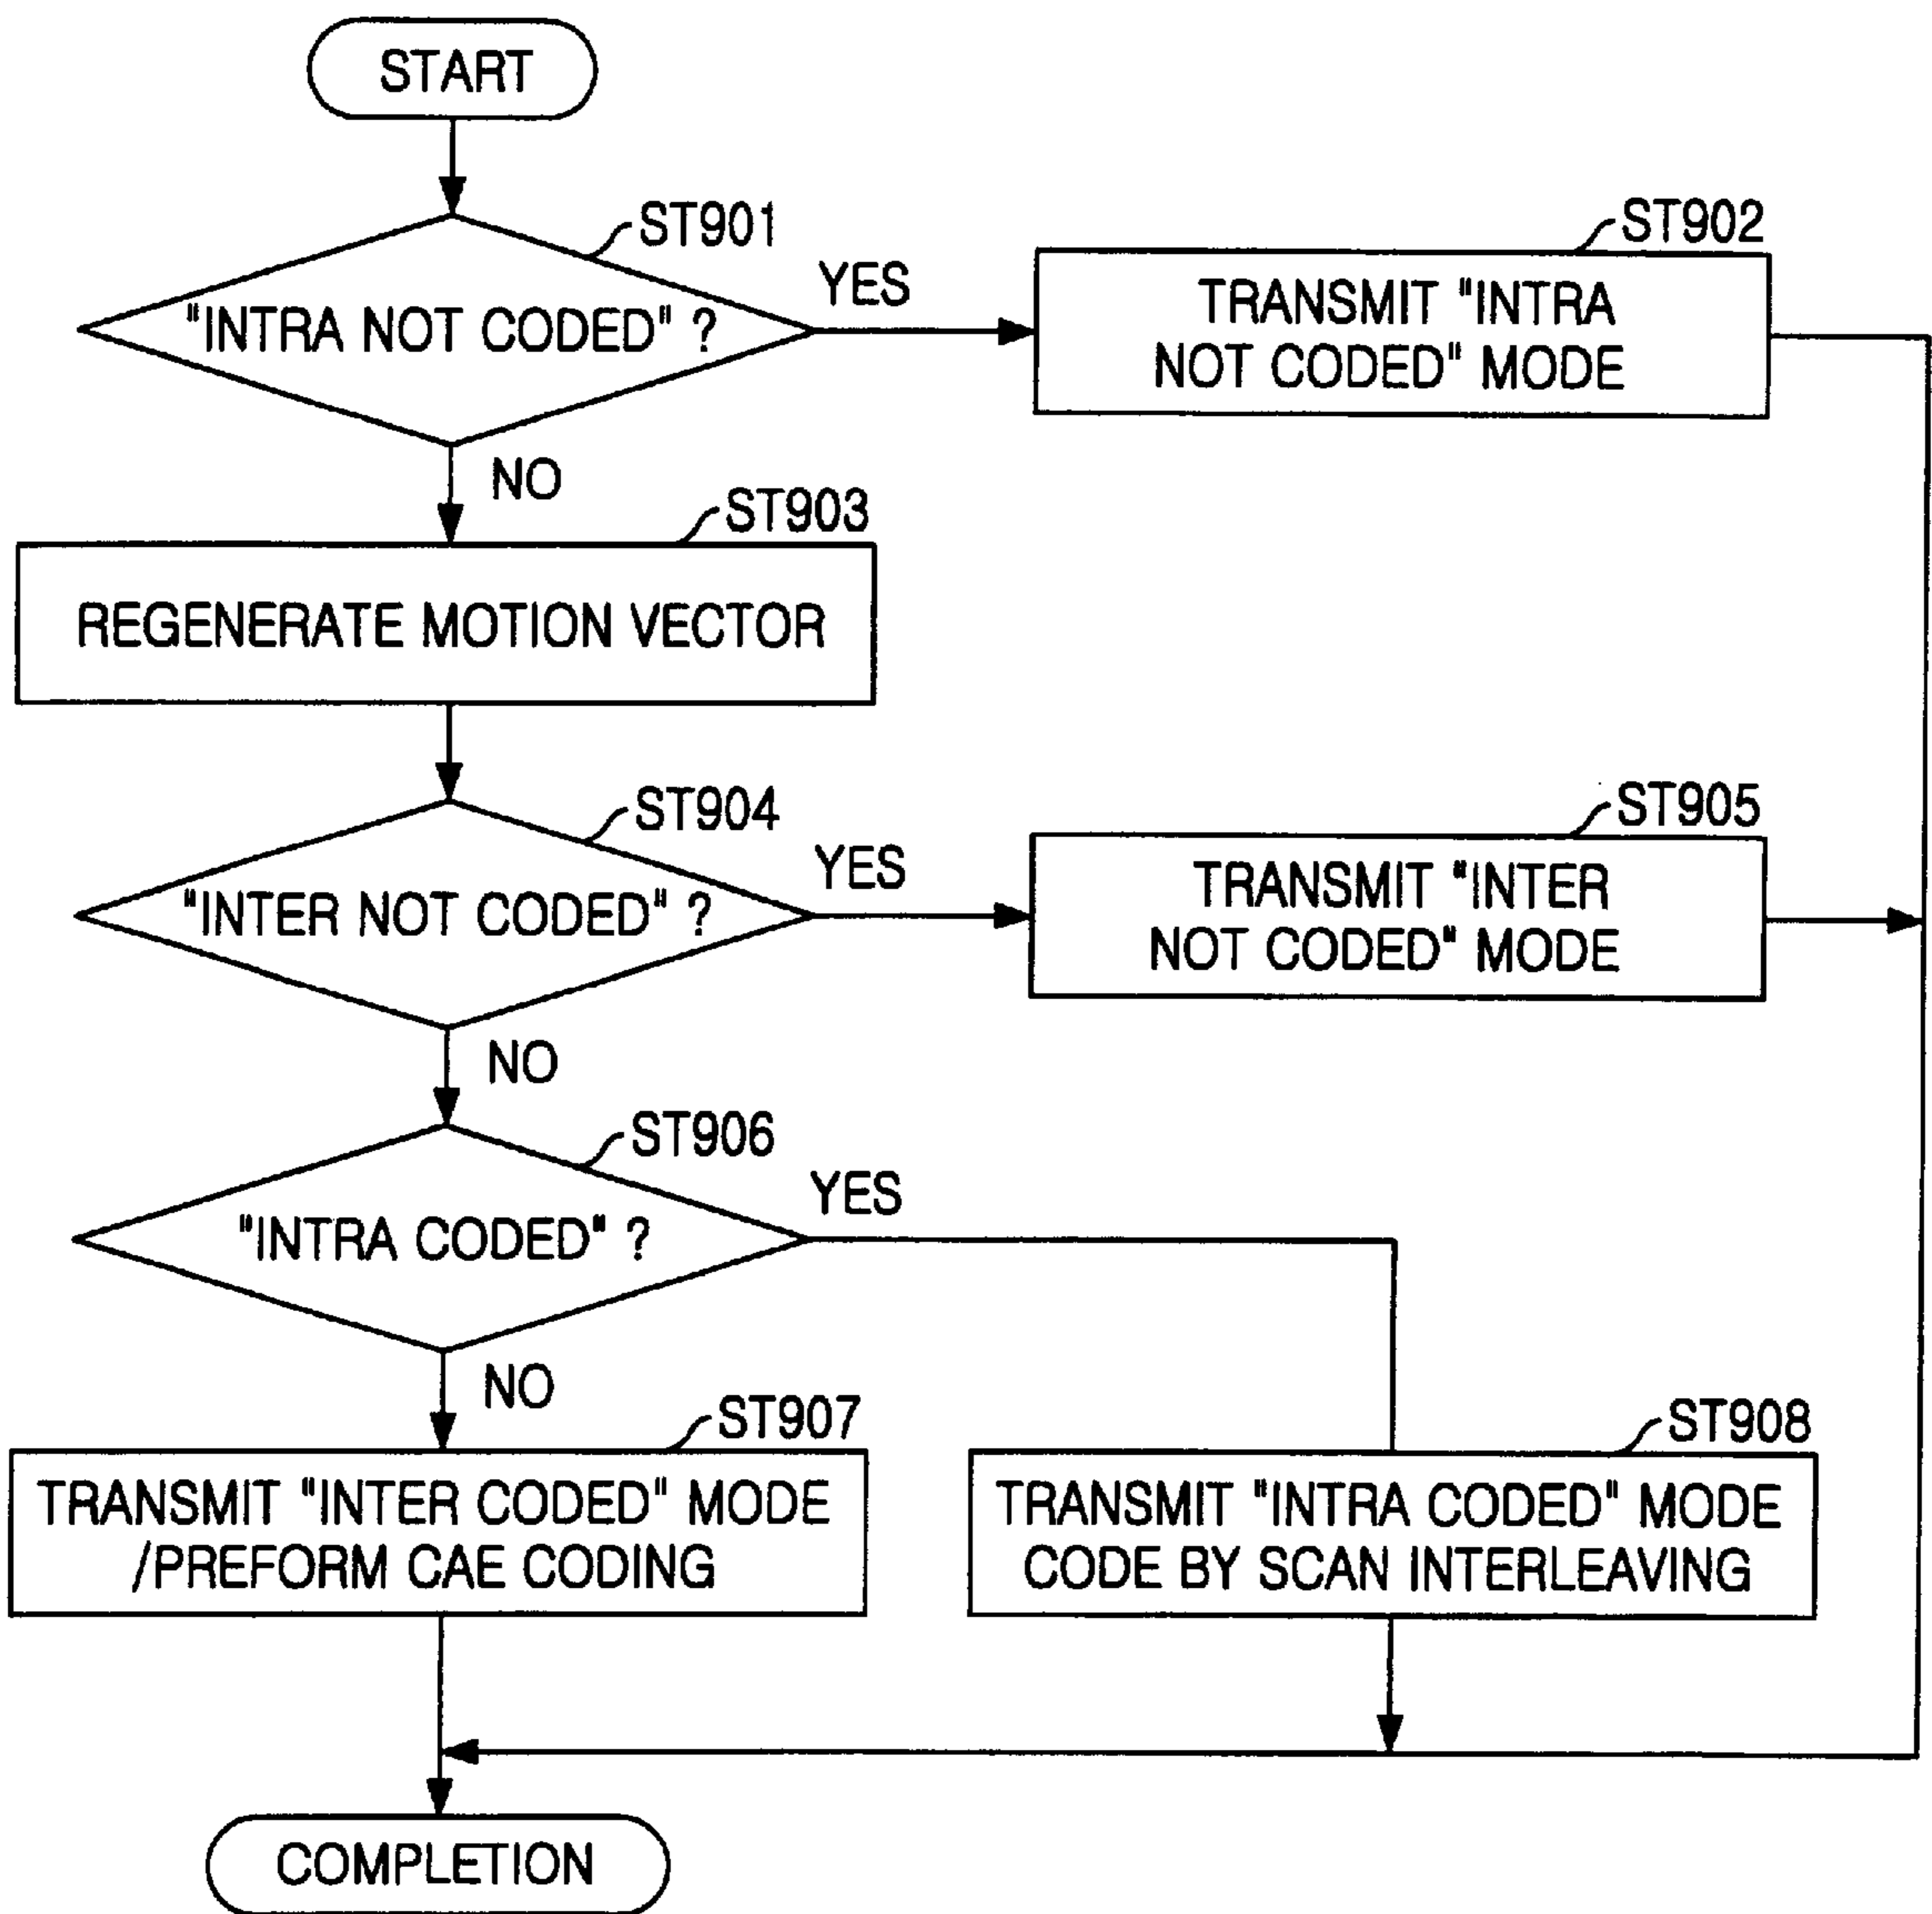 START
ST901
"INTRA NOT CODED" ?
YES
ST902
TRANSMIT "INTRA
NOT CODED" MODE
NO
ST903
REGENERATE MOTION VECTOR
ST904
"INTER NOT CODED" ?
YES
ST905
TRANSMIT "INTER
NOT CODED" MODE
NO
ST906
"INTRA CODED" ?
YES
NO
ST907
TRANSMIT "INTER CODED" MODE
/PREFORM CAE CODING
ST908
TRANSMIT "INTRA CODED" MODE
CODE BY SCAN INTERLEAVING
COMPLETION